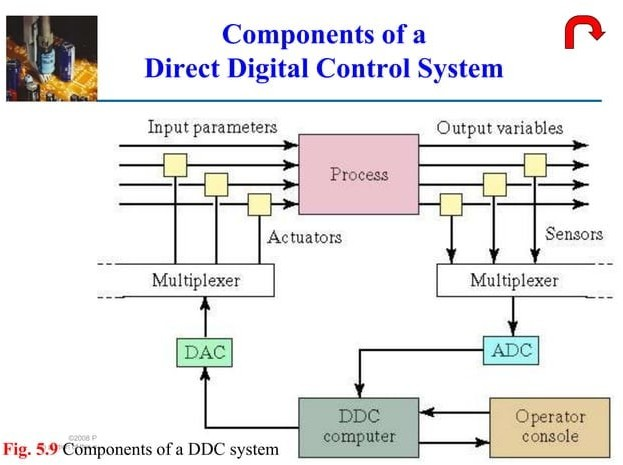 Components of a
Direct Digital Control System
Input parameters
Output variables
Process
Actuators
Sensors
Multiplexer
Multiplexer
DAC
ADC
DDC
computer
Operator
console
©2008 P
Fig. 5.9 Components of a DDC system